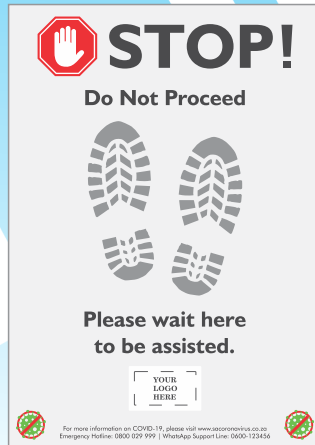 STOP!
Do Not Proceed
Please wait here
to be assisted.
YOUR
LOGO
HERE
For more information on COVID-19, please visit www.sacoronavirus.co.za
Emergency Hotline: 0800 029 999 | WhatsApp Support Line: 0600-123456